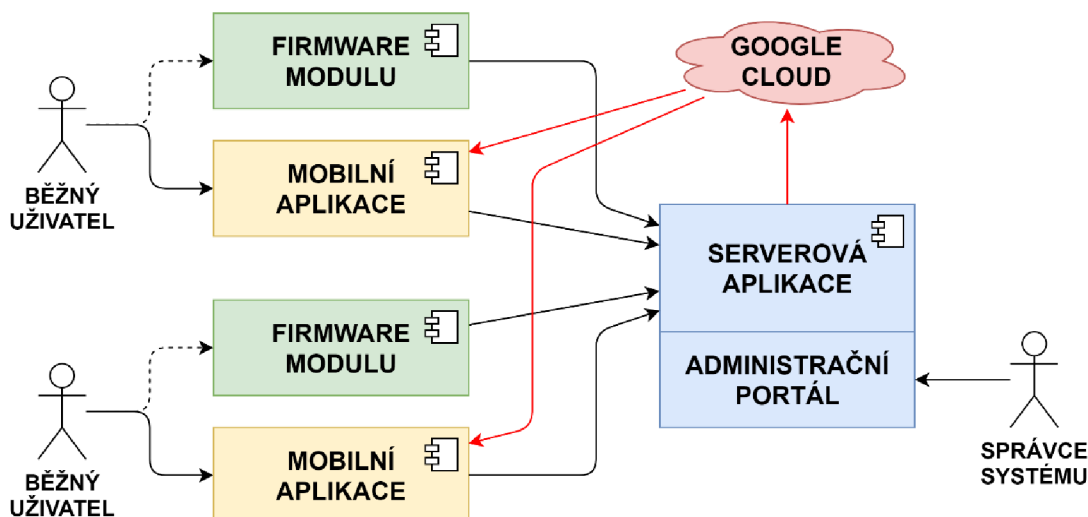 FIRMWARE
MODULU
GOOGLE
CLOUD
MOBILNÍ
APLIKACE
BĚŽNÝ
UŽIVATEL
SERVEROVÁ
APLIKACE
FIRMWARE
MODULU
ADMINISTRAČNÍ
PORTÁL
MOBILNÍ
APLIKACE
BĚŽNÝ
UŽIVATEL
SPRÁVCE
SYSTÉMU